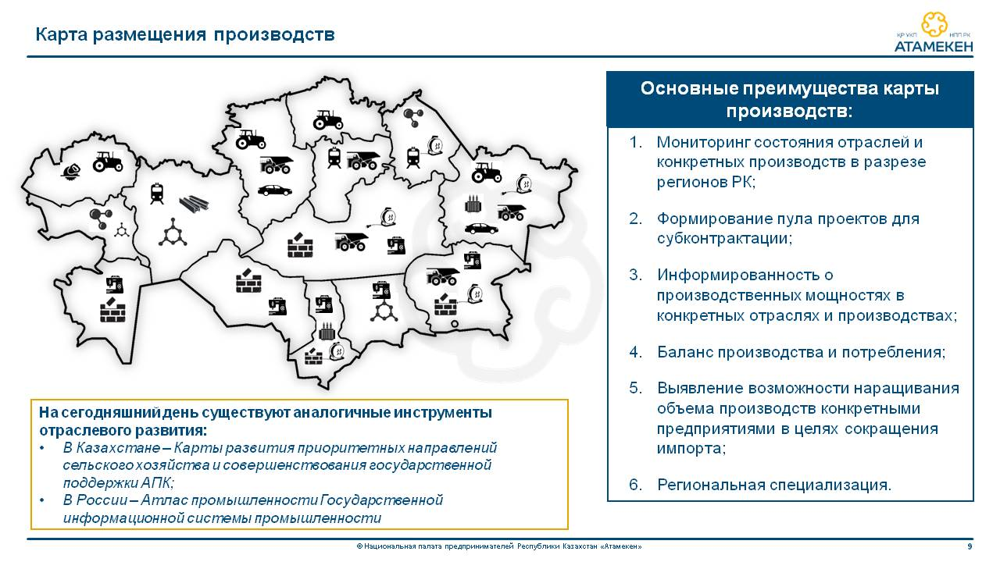 Карта размещения производств
ҚР ҰКП НПП РК
АТАМЕКЕН
Основные преимущества карты
производств:
1. Мониторинг состояния отраслей и
конкретных производств в разрезе
регионов РК;
2. Формирование пула проектов для
субконтрактации;
3. Информированность о
производственных мощностях в
конкретных отраслях и производствах;
4. Баланс производства и потребления;
5. Выявление возможности наращивания
объема производств конкретными
предприятиями в целях сокращения
импорта;
6. Региональная специализация.
На сегодняшний день существуют аналогичные инструменты
отраслевого развития:
• В Казахстане – Карты развития приоритетных направлений
сельского хозяйства и совершенствования государственной
поддержки АПК;
• В России – Атлас промышленности Государственной
информационной системы промышленности
© Национальная палата предпринимателей Республики Казахстан «Атамекен»
9